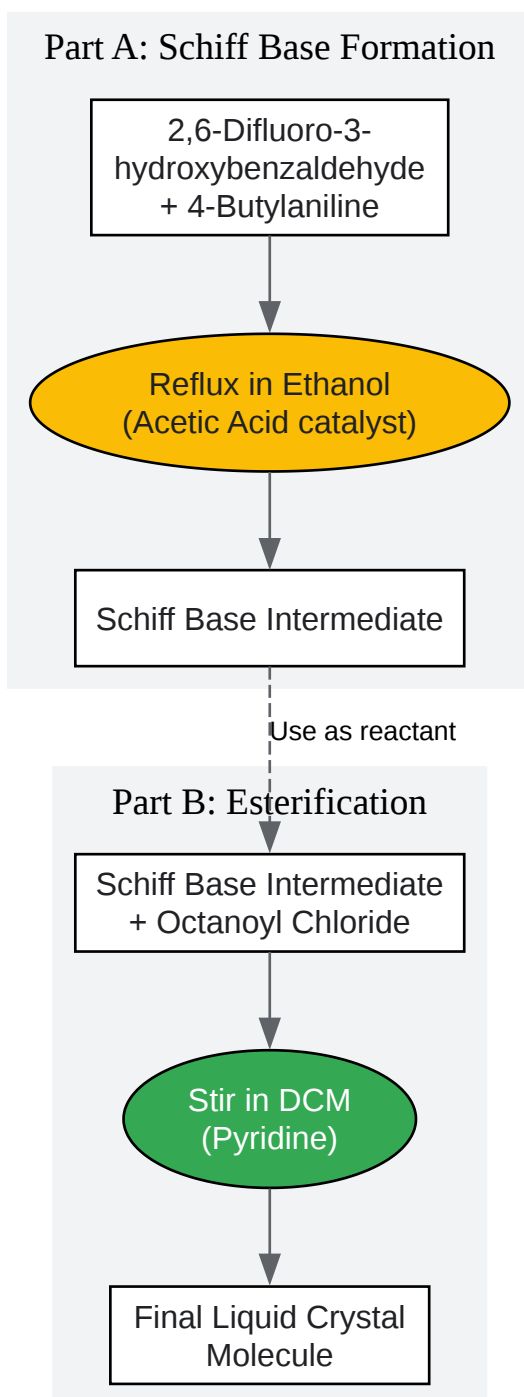 Part A: Schiff Base Formation
2,6-Difluoro-3-
hydroxybenzaldehyde
+ 4-Butylaniline
Reflux in Ethanol
(Acetic Acid catalyst)
Schiff Base Intermediate
Use as reactant
Part B: Esterification
Schiff Base Intermediate
+ Octanoyl Chloride
Stir in DCM
(Pyridine)
Final Liquid Crystal
Molecule